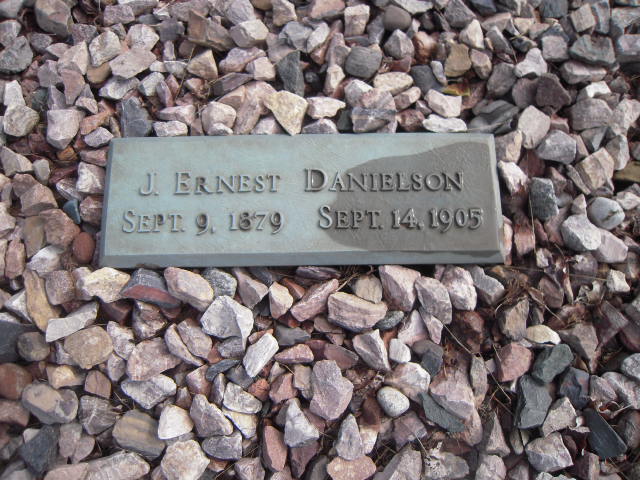 J. Ernest Danielson
Sept. 9, 1879 Sept. 14, 1905